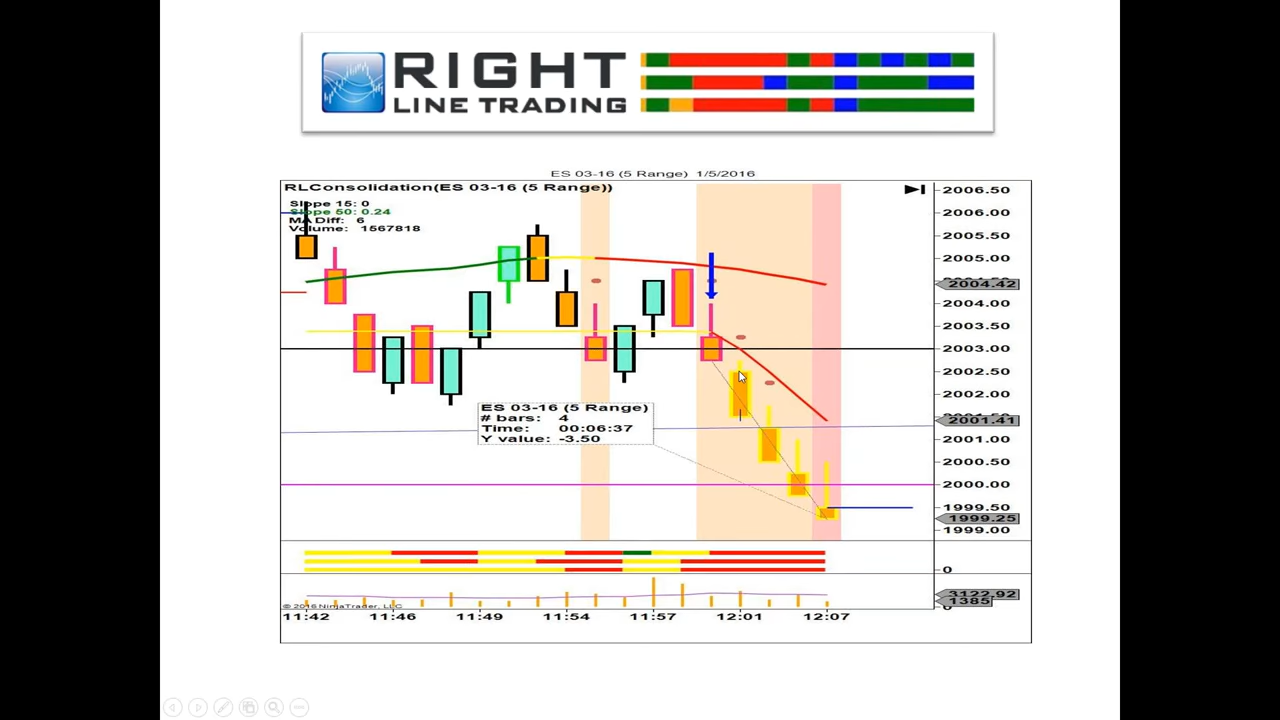 RIGHT
LINE TRADING
ES 03-16 (5 Range) 1/5/2016
RLConsolidation(ES 03-16 (5 Range))
Slope 15: 0
Slope 50: 0.24
MA Diff: 6
Volume: 1567818
2006.50
2006.00
2005.50
2005.00
2004.42
2004.00
2003.50
2003.00
2002.50
2002.00
2001.41
2001.00
2000.50
2000.00
1999.50
1999.25
1999.00
ES 03-16 (5 Range)
# bars: 4
Time: 00:06:37
Y value: -3.50
0
3122.92
1385
0
© 2016 NinjaTrader, LLC
11:42 11:46 11:49 11:54 11:57 12:01 12:07